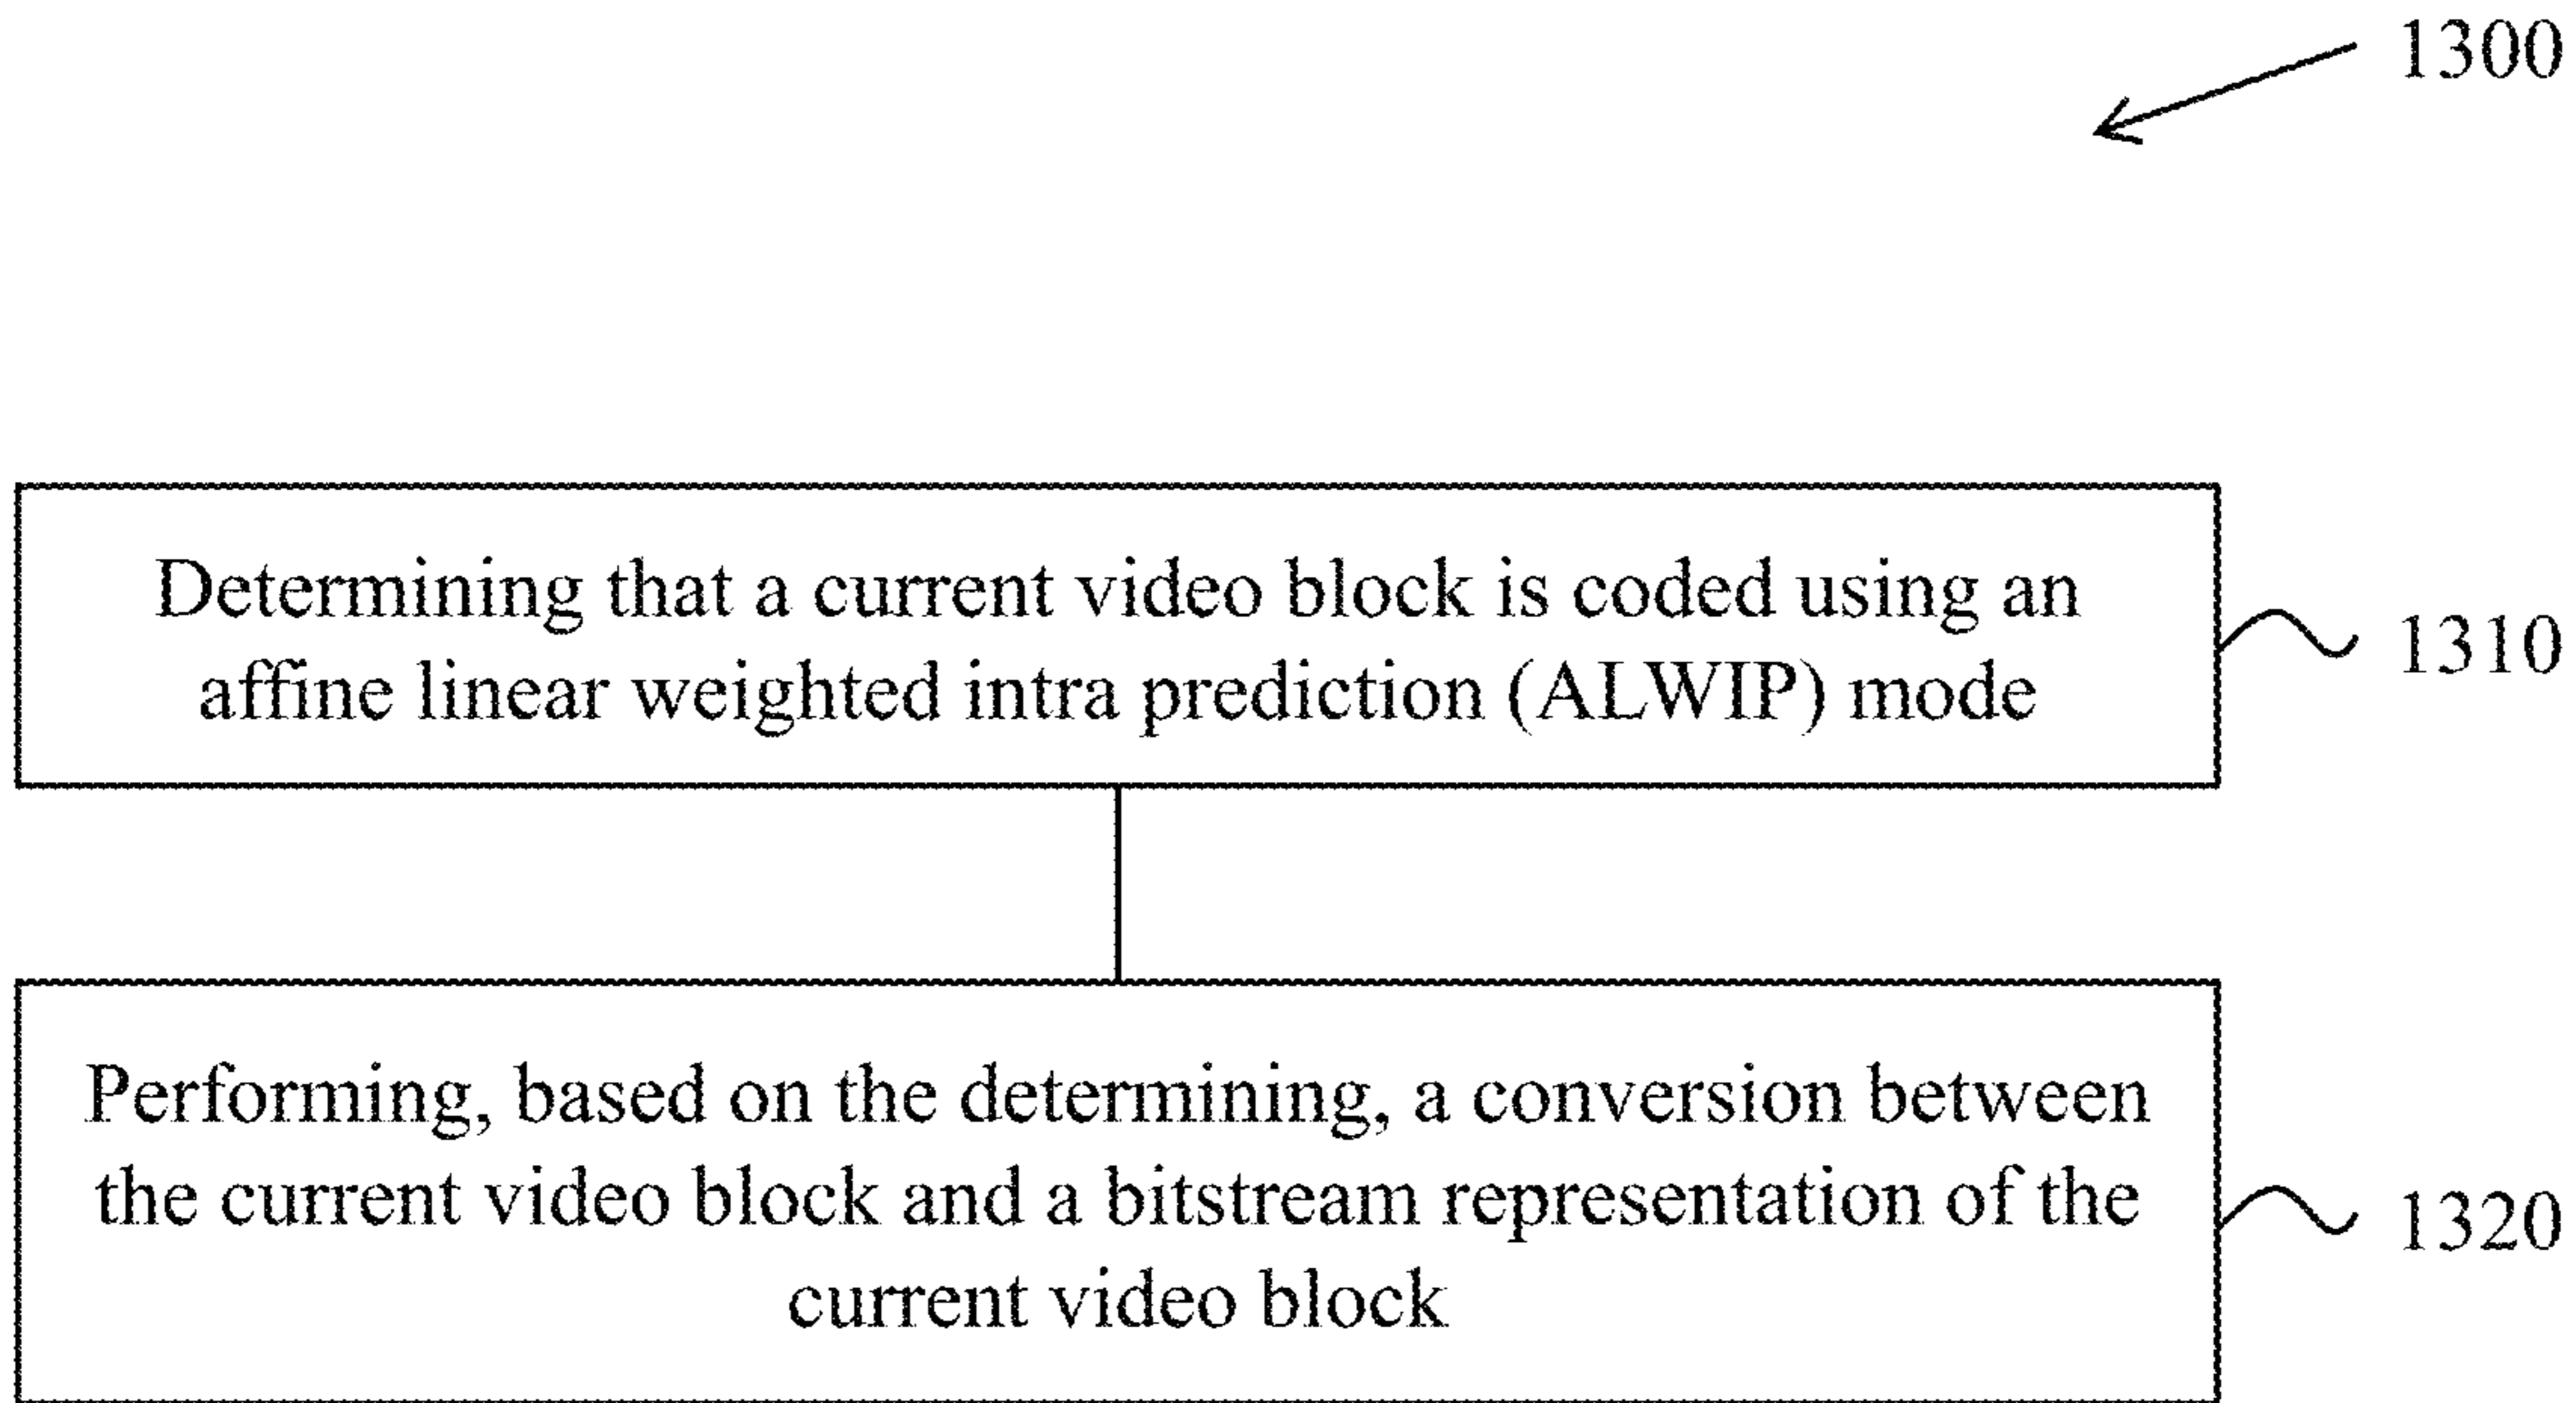 1300
Determining that a current video block is coded using an
affine linear weighted intra prediction (ALWIP) mode
1310
Performing, based on the determining, a conversion between
the current video block and a bitstream representation of the
current video block
1320